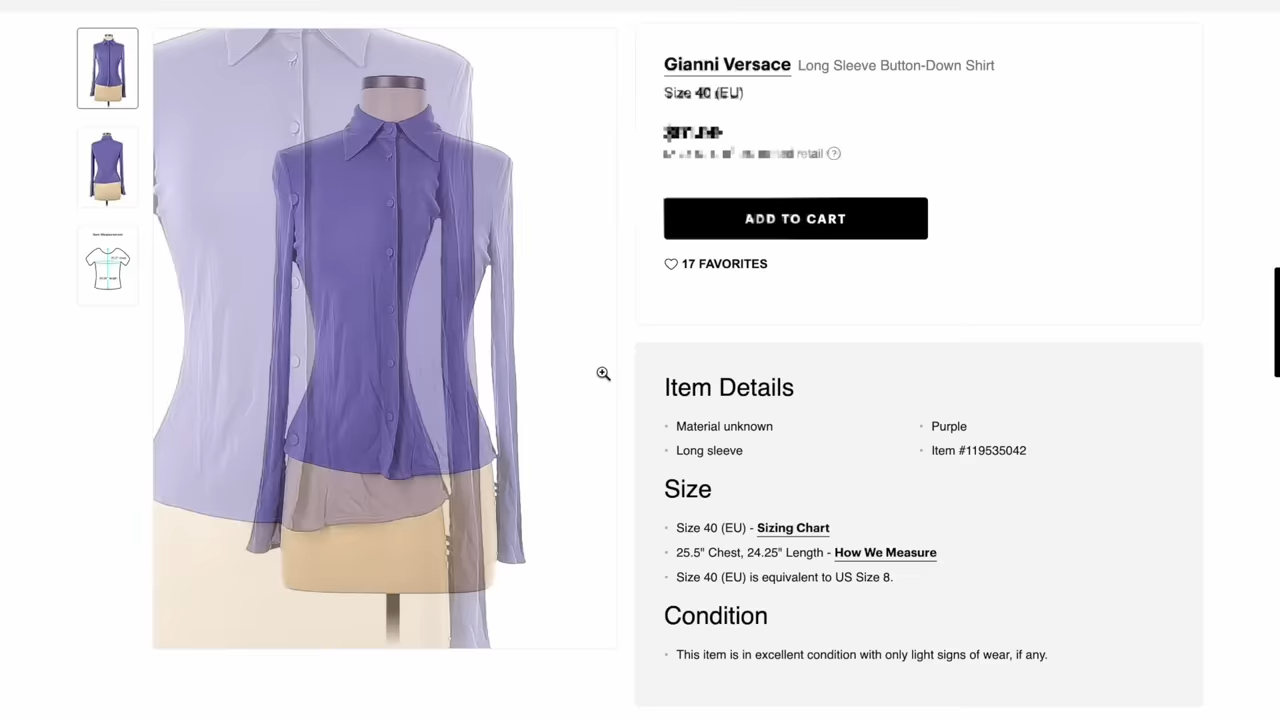 Gianni Versace Long Sleeve Button-Down Shirt
Size 40 (EU)
retail ?
ADD TO CART
17 FAVORITES
Item Details
Material unknown
Purple
Long sleeve
Item #119535042
Size
Size 40 (EU) - Sizing Chart
25.5" Chest, 24.25" Length - How We Measure
Size 40 (EU) is equivalent to US Size 8.
Condition
This item is in excellent condition with only light signs of wear, if any.